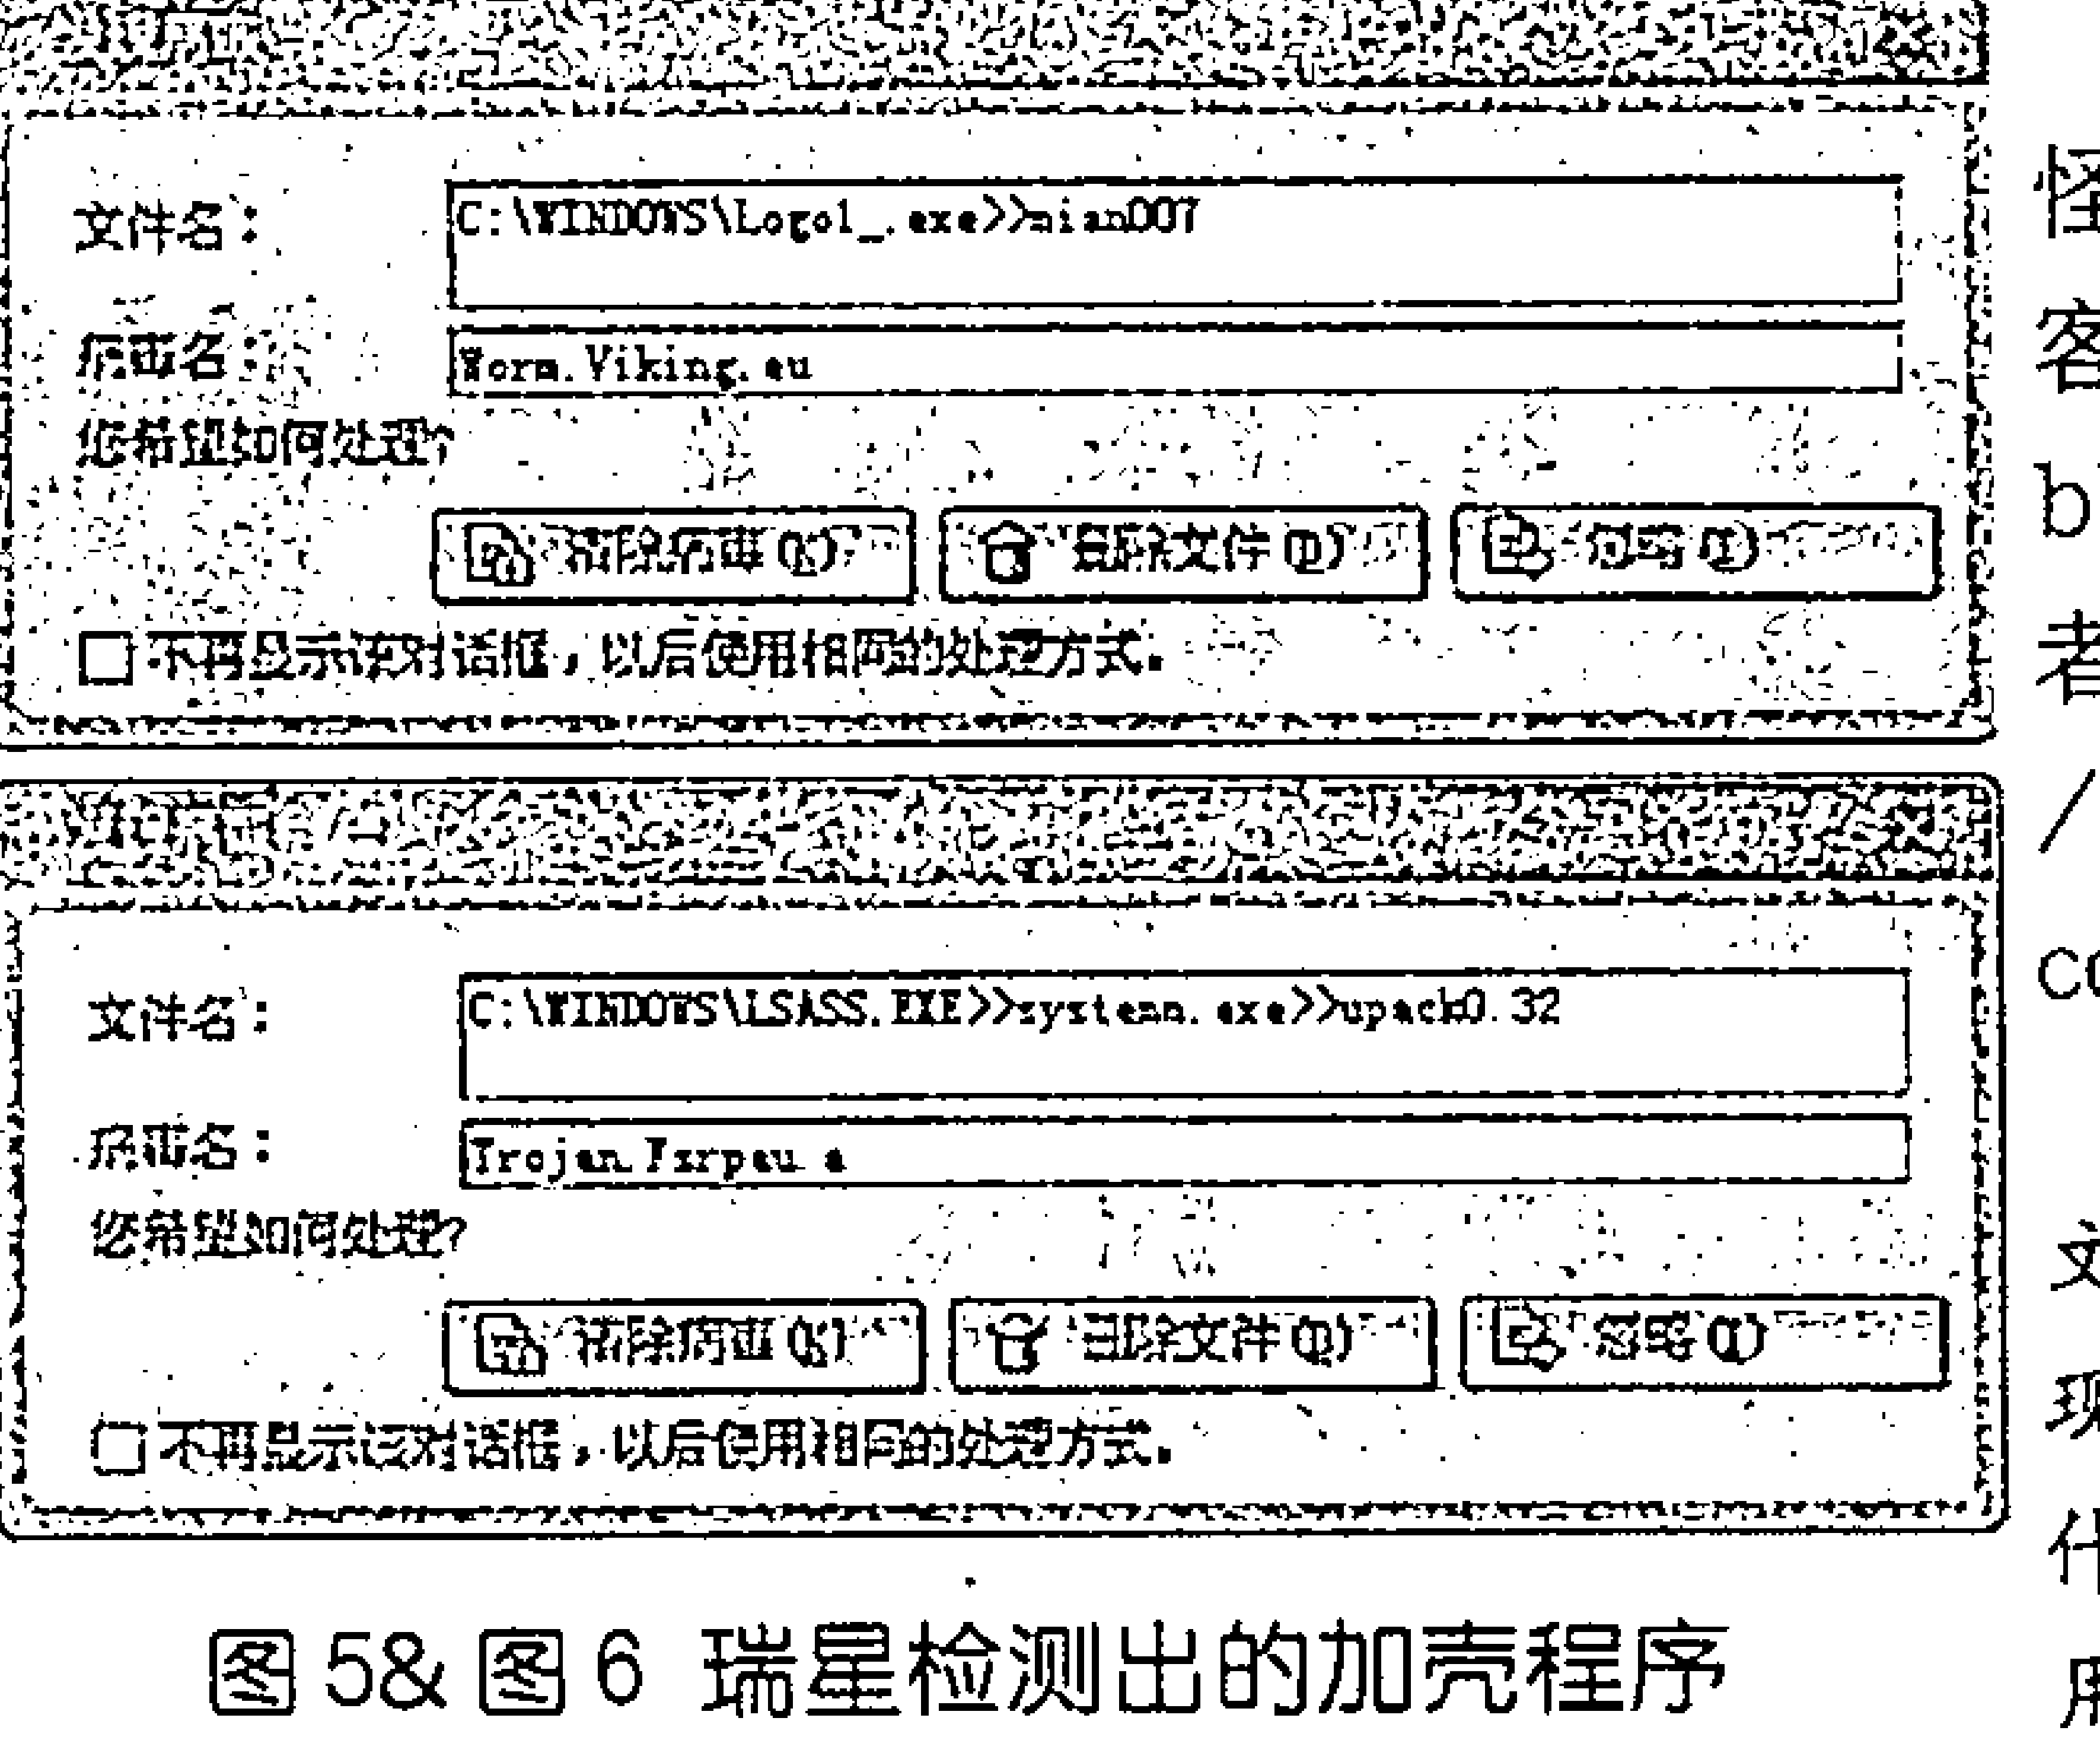 文件名：
C:\WINDOWS\Logo1_.exe>>mian007
病毒名：
Worm.Viking.eu
您希望如何处理?
清除病毒(K) 删除文件(D) 忽略(I)
不再显示该对话框，以后使用相同的处理方式。
文件名：
C:\WINDOWS\LSASS.EXE>>systemm.exe>>upack0.32
病毒名：
您希望如何处理?
清除病毒(K) 删除文件(D) 忽略(I)
不再显示该对话框，以后使用相同的处理方式。
图5&图6 瑞星检测出的加壳程序
怪
客
b
者
/
co
文
现
什
用